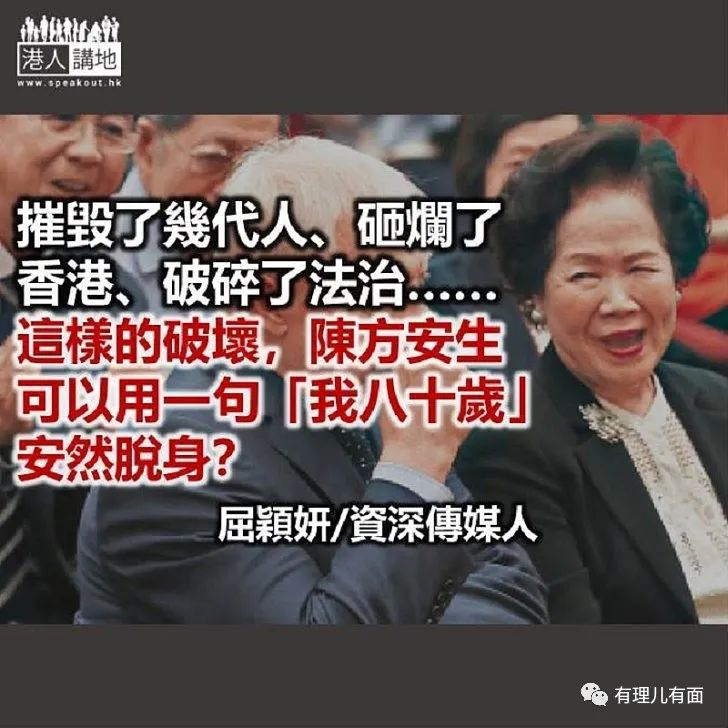 港人講地
www.speakout.hk
摧毀了幾代人、砸爛了
香港、破碎了法治……
這樣的破壞，陳方安生
可以用一句「我八十歲」
安然脫身？
屈穎妍/資深傳媒人
有理儿有面